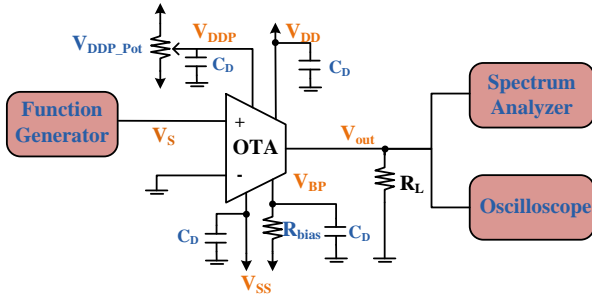 V_DDP_Pot
V_DDP
V_DD
C_D
C_D
Function
Generator
V_S
+
-
OTA
V_out
V_BP
R_L
Spectrum
Analyzer
Oscilloscope
C_D
R_bias
C_D
V_SS